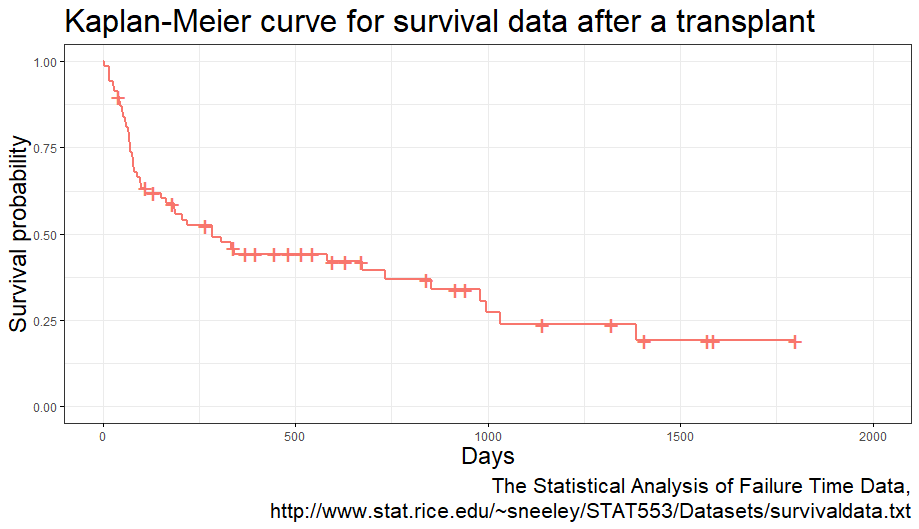 Kaplan-Meier curve for survival data after a transplant
Survival probability
1.00
0.75
0.50
0.25
0.00
0 500 1000 1500 2000
Days
The Statistical Analysis of Failure Time Data,
http://www.stat.rice.edu/~sneeley/STAT553/Datasets/survivaldata.txt